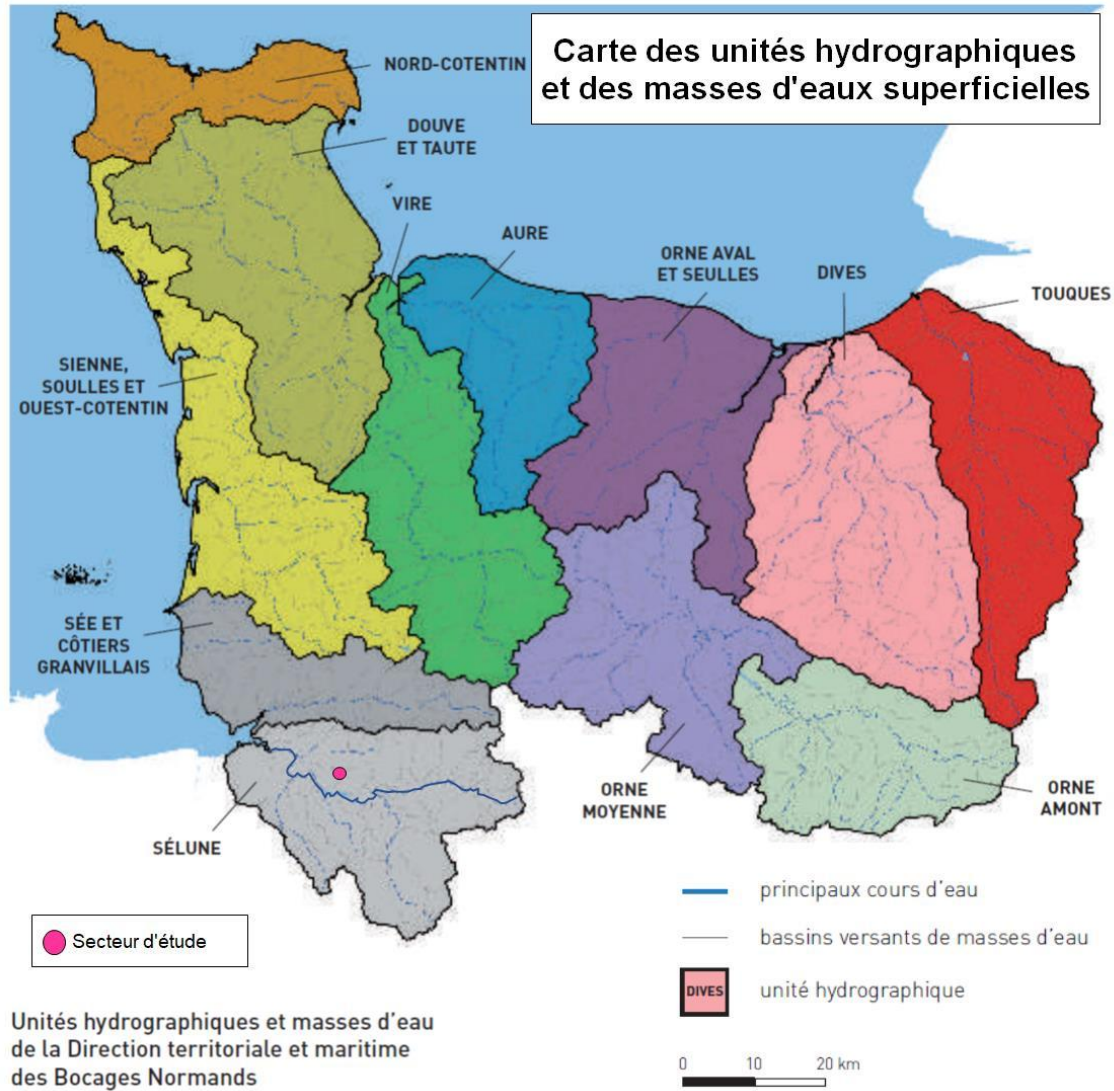 Carte des unités hydrographiques
et des masses d'eaux superficielles
NORD-COTENTIN
DOUVE
ET TAUTE
VIRE
AURE
ORNE AVAL
ET SEULLES
DIVES
TOUQUES
SIENNE,
SOULLES ET
OUEST-COTENTIN
SÉE ET
CÔTIERS
GRANVILLAIS
SÉLUNE
ORNE
MOYENNE
ORNE
AMONT
Secteur d'étude
principaux cours d'eau
bassins versants de masses d'eau
DIVES
unité hydrographique
Unités hydrographiques et masses d'eau
de la Direction territoriale et maritime
des Bocages Normands
0 10 20 km